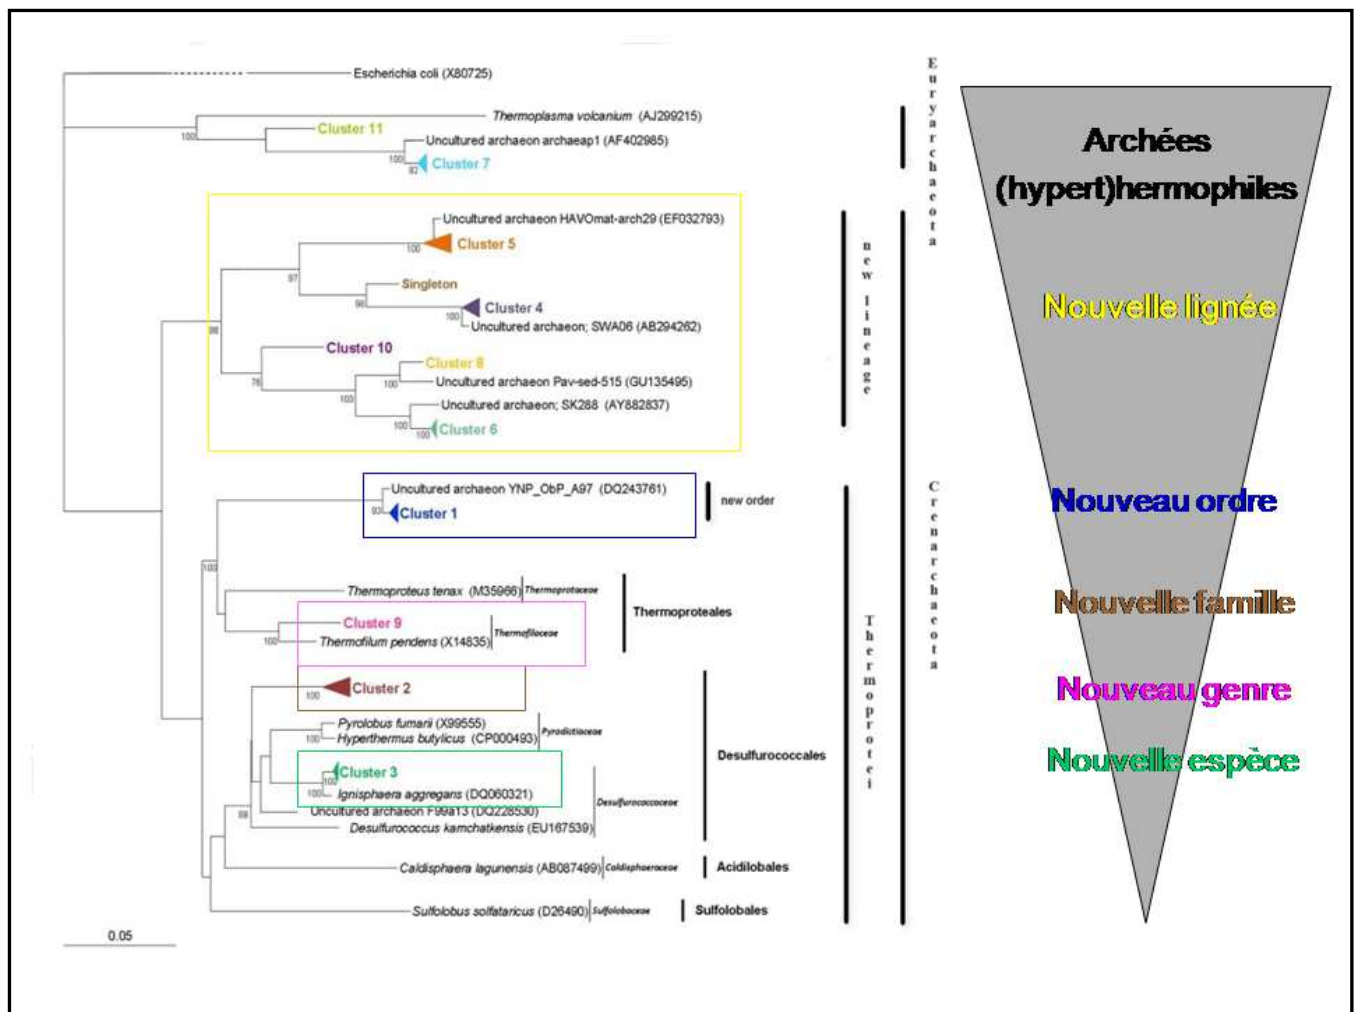 Escherichia coli (X80725)
Thermoplasma volcanium (AJ299215)
100
Cluster 11
Uncultured archaeon archaeap1 (AF402985)
100
92
Cluster 7
Euryarchaeota
Uncultured archaeon HAVOmat-arch29 (EF032793)
100
Cluster 5
97
Singleton
98
Cluster 4
100
Uncultured archaeon; SWA06 (AB294262)
Cluster 10
Cluster 8
76
100
Uncultured archaeon Pav-sed-515 (GU135495)
Uncultured archaeon; SK288 (AY882837)
100
100
Cluster 6
new lineage
Uncultured archaeon YNP_ObP_A97 (DQ243761)
93
Cluster 1
new order
Crenarchaeota
100
Thermoproteus tenax (M35966)
Thermoproteaceae
Thermoproteales
Cluster 9
100
Thermofilum pendens (X14835)
Thermofilaceae
Thermoprotei
100
Cluster 2
Pyrolobus fumarii (X99555)
100
Hyperthermus butylicus (CP000493)
Pyrodictiaceae
Desulfurococcales
Cluster 3
100
100
Ignisphaera aggregans (DQ060321)
Desulfurococcaceae
Uncultured archaeon F99a13 (DQ228530)
Desulfurococcus kamchatkensis (EU167539)
Caldisphaera lagunensis (AB087499)
Caldisphaeraceae
Acidilobales
Sulfolobus solfataricus (D26490)
Sulfolobaceae
Sulfolobales
0.05
Archées
(hypert)hermophiles
Nouvelle lignée
Nouveau ordre
Nouvelle famille
Nouveau genre
Nouvelle espèce